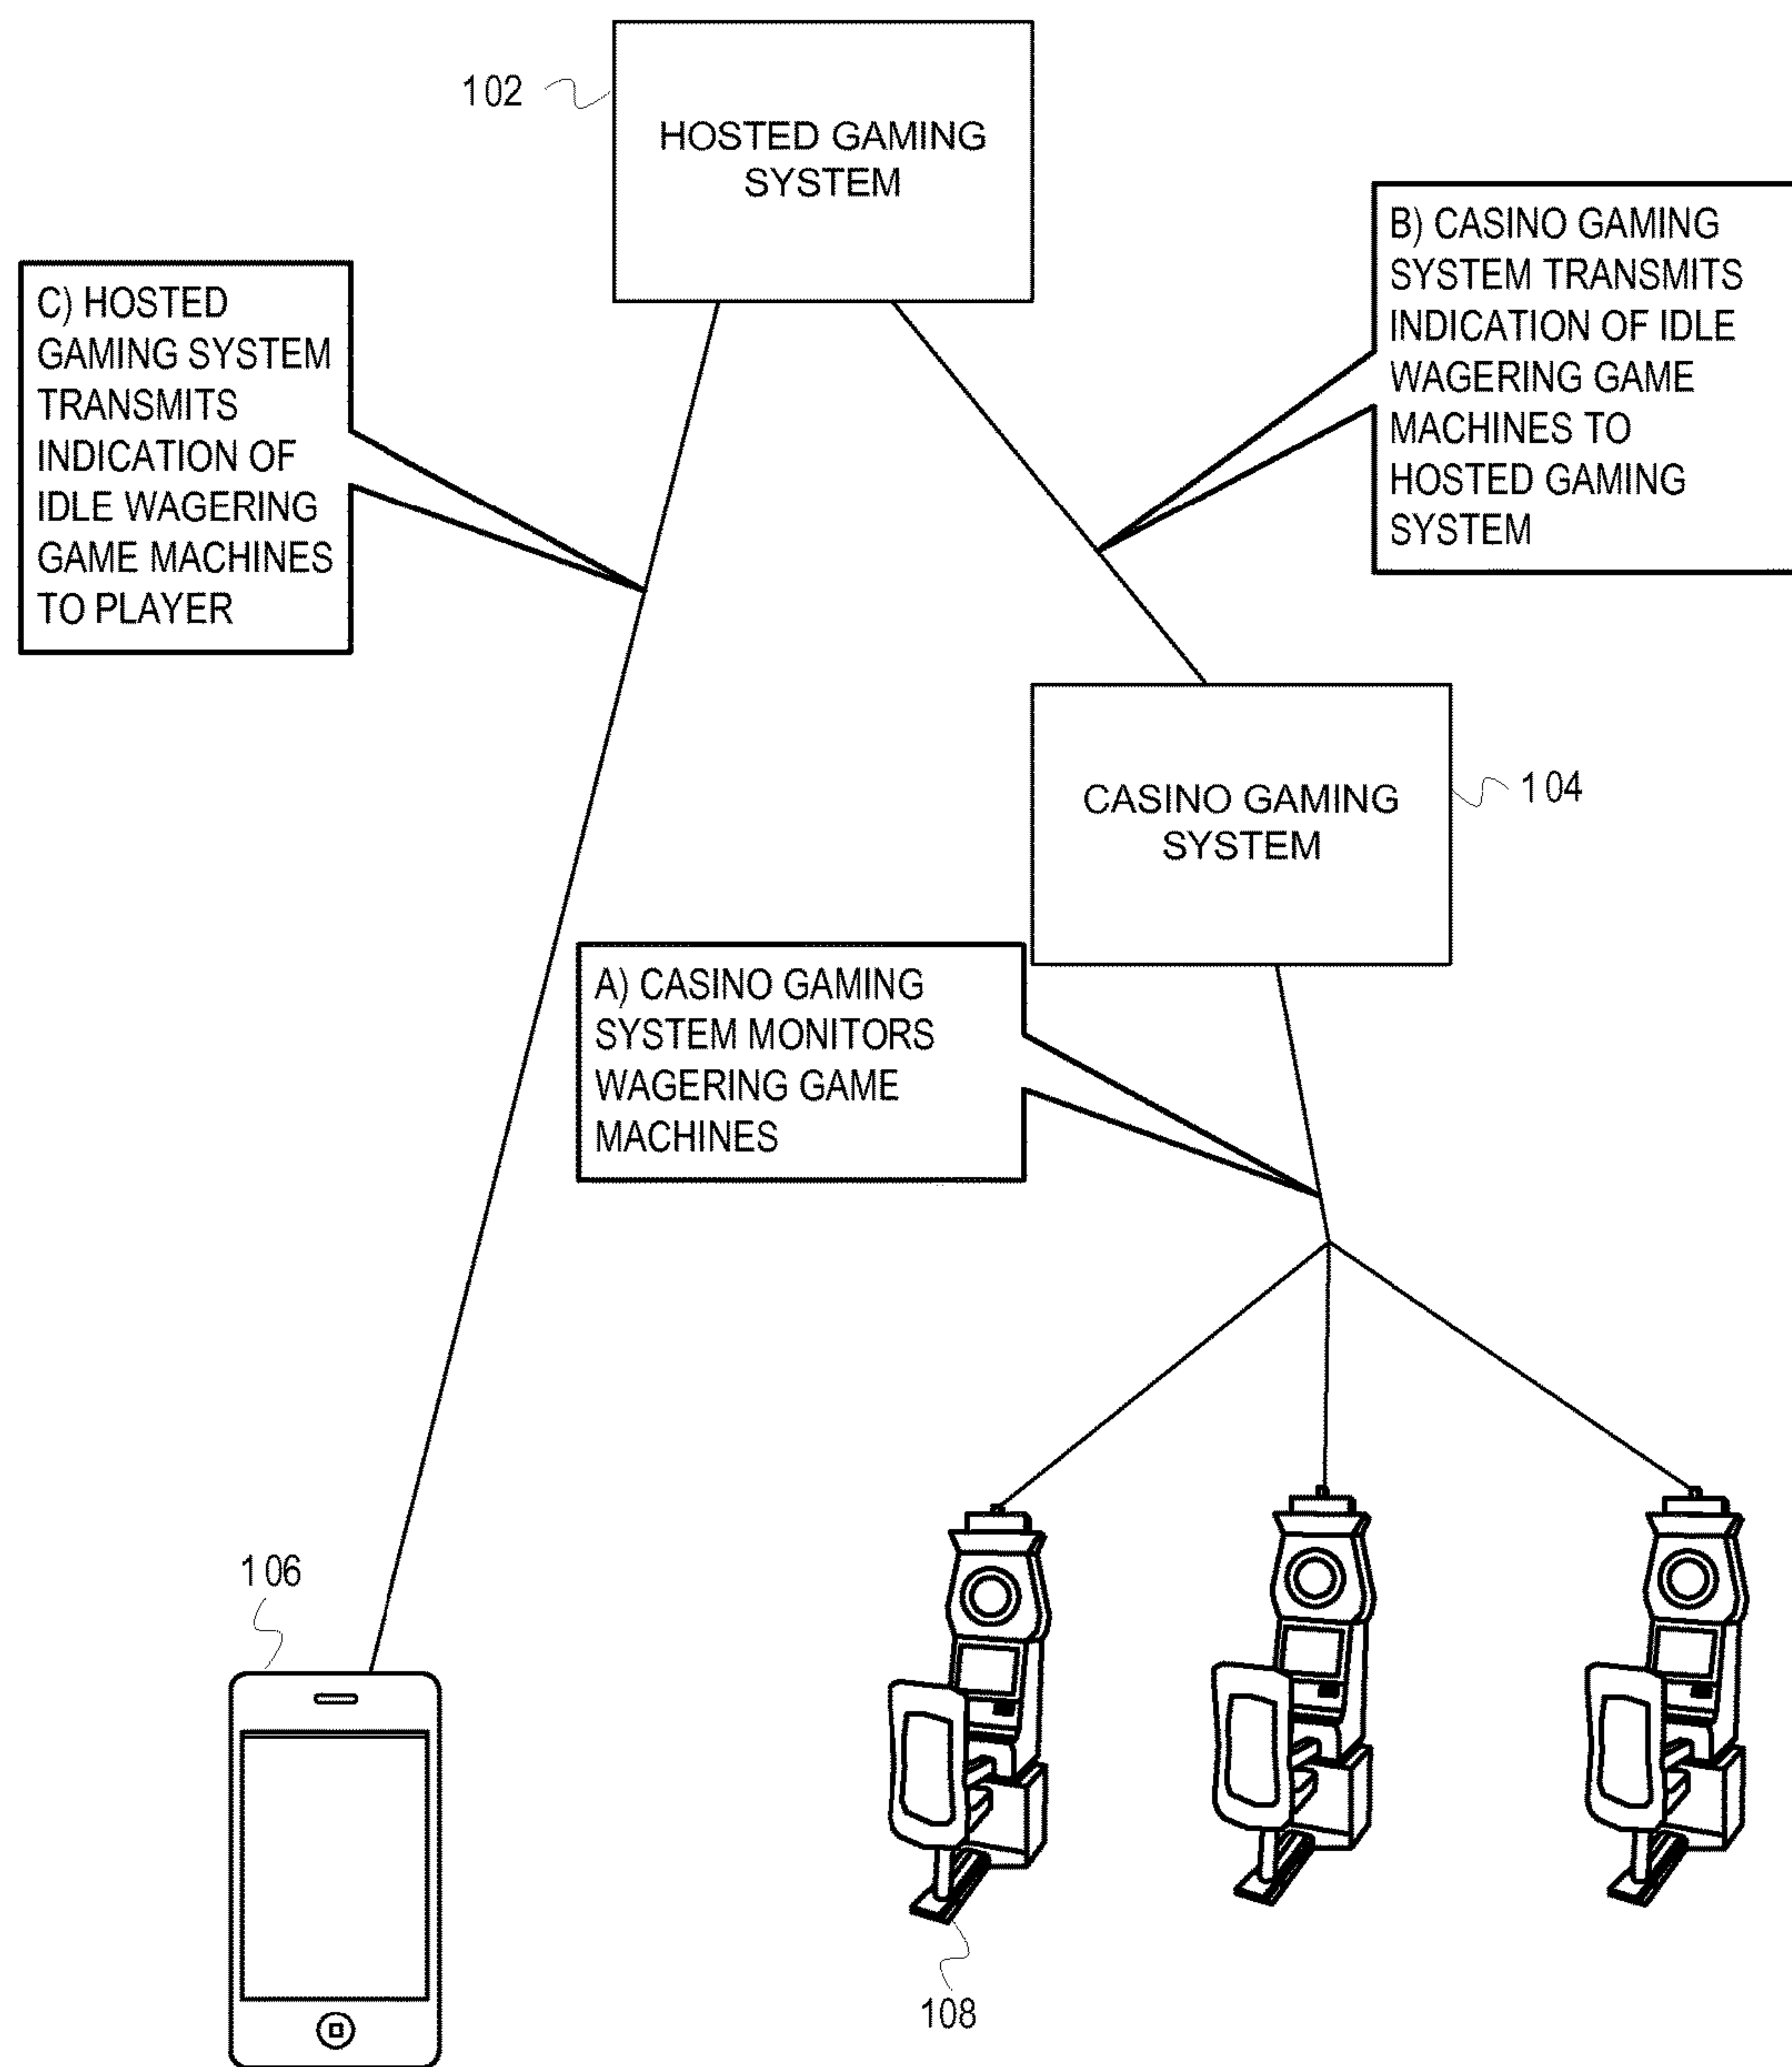 102
HOSTED GAMING
SYSTEM
B) CASINO GAMING
SYSTEM TRANSMITS
INDICATION OF IDLE
WAGERING GAME
MACHINES TO
HOSTED GAMING
SYSTEM
C) HOSTED
GAMING SYSTEM
TRANSMITS
INDICATION OF
IDLE WAGERING
GAME MACHINES
TO PLAYER
CASINO GAMING
SYSTEM
104
A) CASINO GAMING
SYSTEM MONITORS
WAGERING GAME
MACHINES
106
108